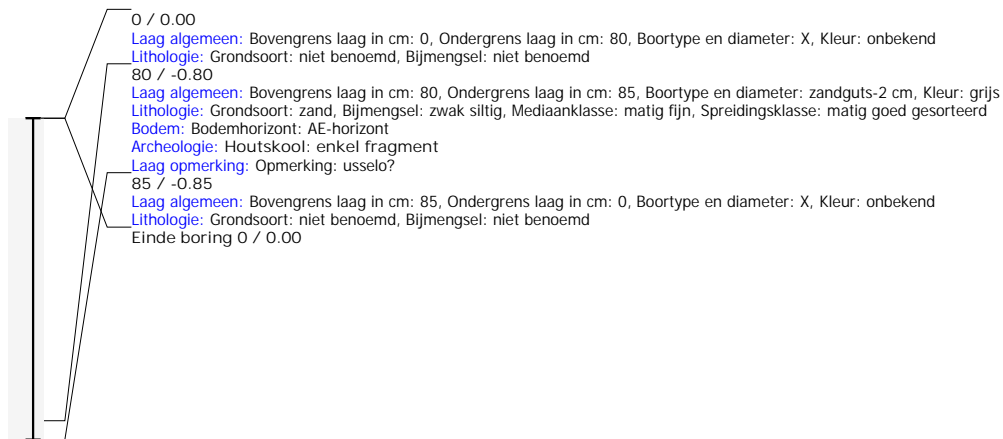 0 / 0.00
Laag algemeen: Bovengrens laag in cm: 0, Ondergrens laag in cm: 80, Boortype en diameter: X, Kleur: onbekend
Lithologie: Grondsoort: niet benoemd, Bijmengsel: niet benoemd
80 / -0.80
Laag algemeen: Bovengrens laag in cm: 80, Ondergrens laag in cm: 85, Boortype en diameter: zandguts-2 cm, Kleur: grijs
Lithologie: Grondsoort: zand, Bijmengsel: zwak siltig, Mediaanklasse: matig fijn, Spreidingsklasse: matig goed gesorteerd
Bodem: Bodemhorizont: AE-horizont
Archeologie: Houtskool: enkel fragment
Laag opmerking: Opmerking: usselo?
85 / -0.85
Laag algemeen: Bovengrens laag in cm: 85, Ondergrens laag in cm: 0, Boortype en diameter: X, Kleur: onbekend
Lithologie: Grondsoort: niet benoemd, Bijmengsel: niet benoemd
Einde boring 0 / 0.00